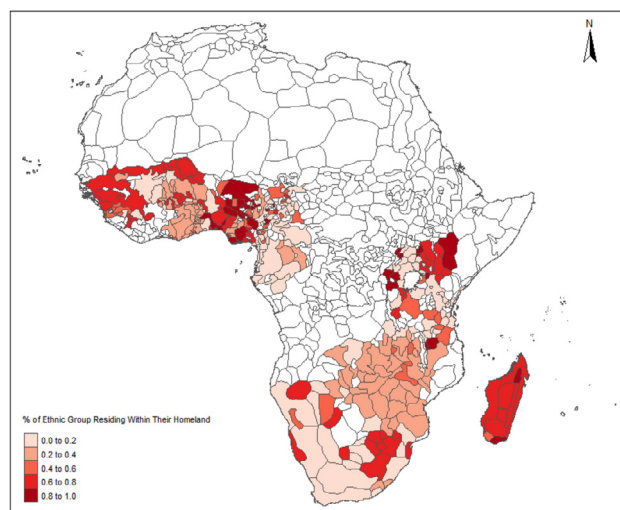 N
% of Ethnic Group Residing Within Their Homeland
0.0 to 0.2
0.2 to 0.4
0.4 to 0.6
0.6 to 0.8
0.8 to 1.0